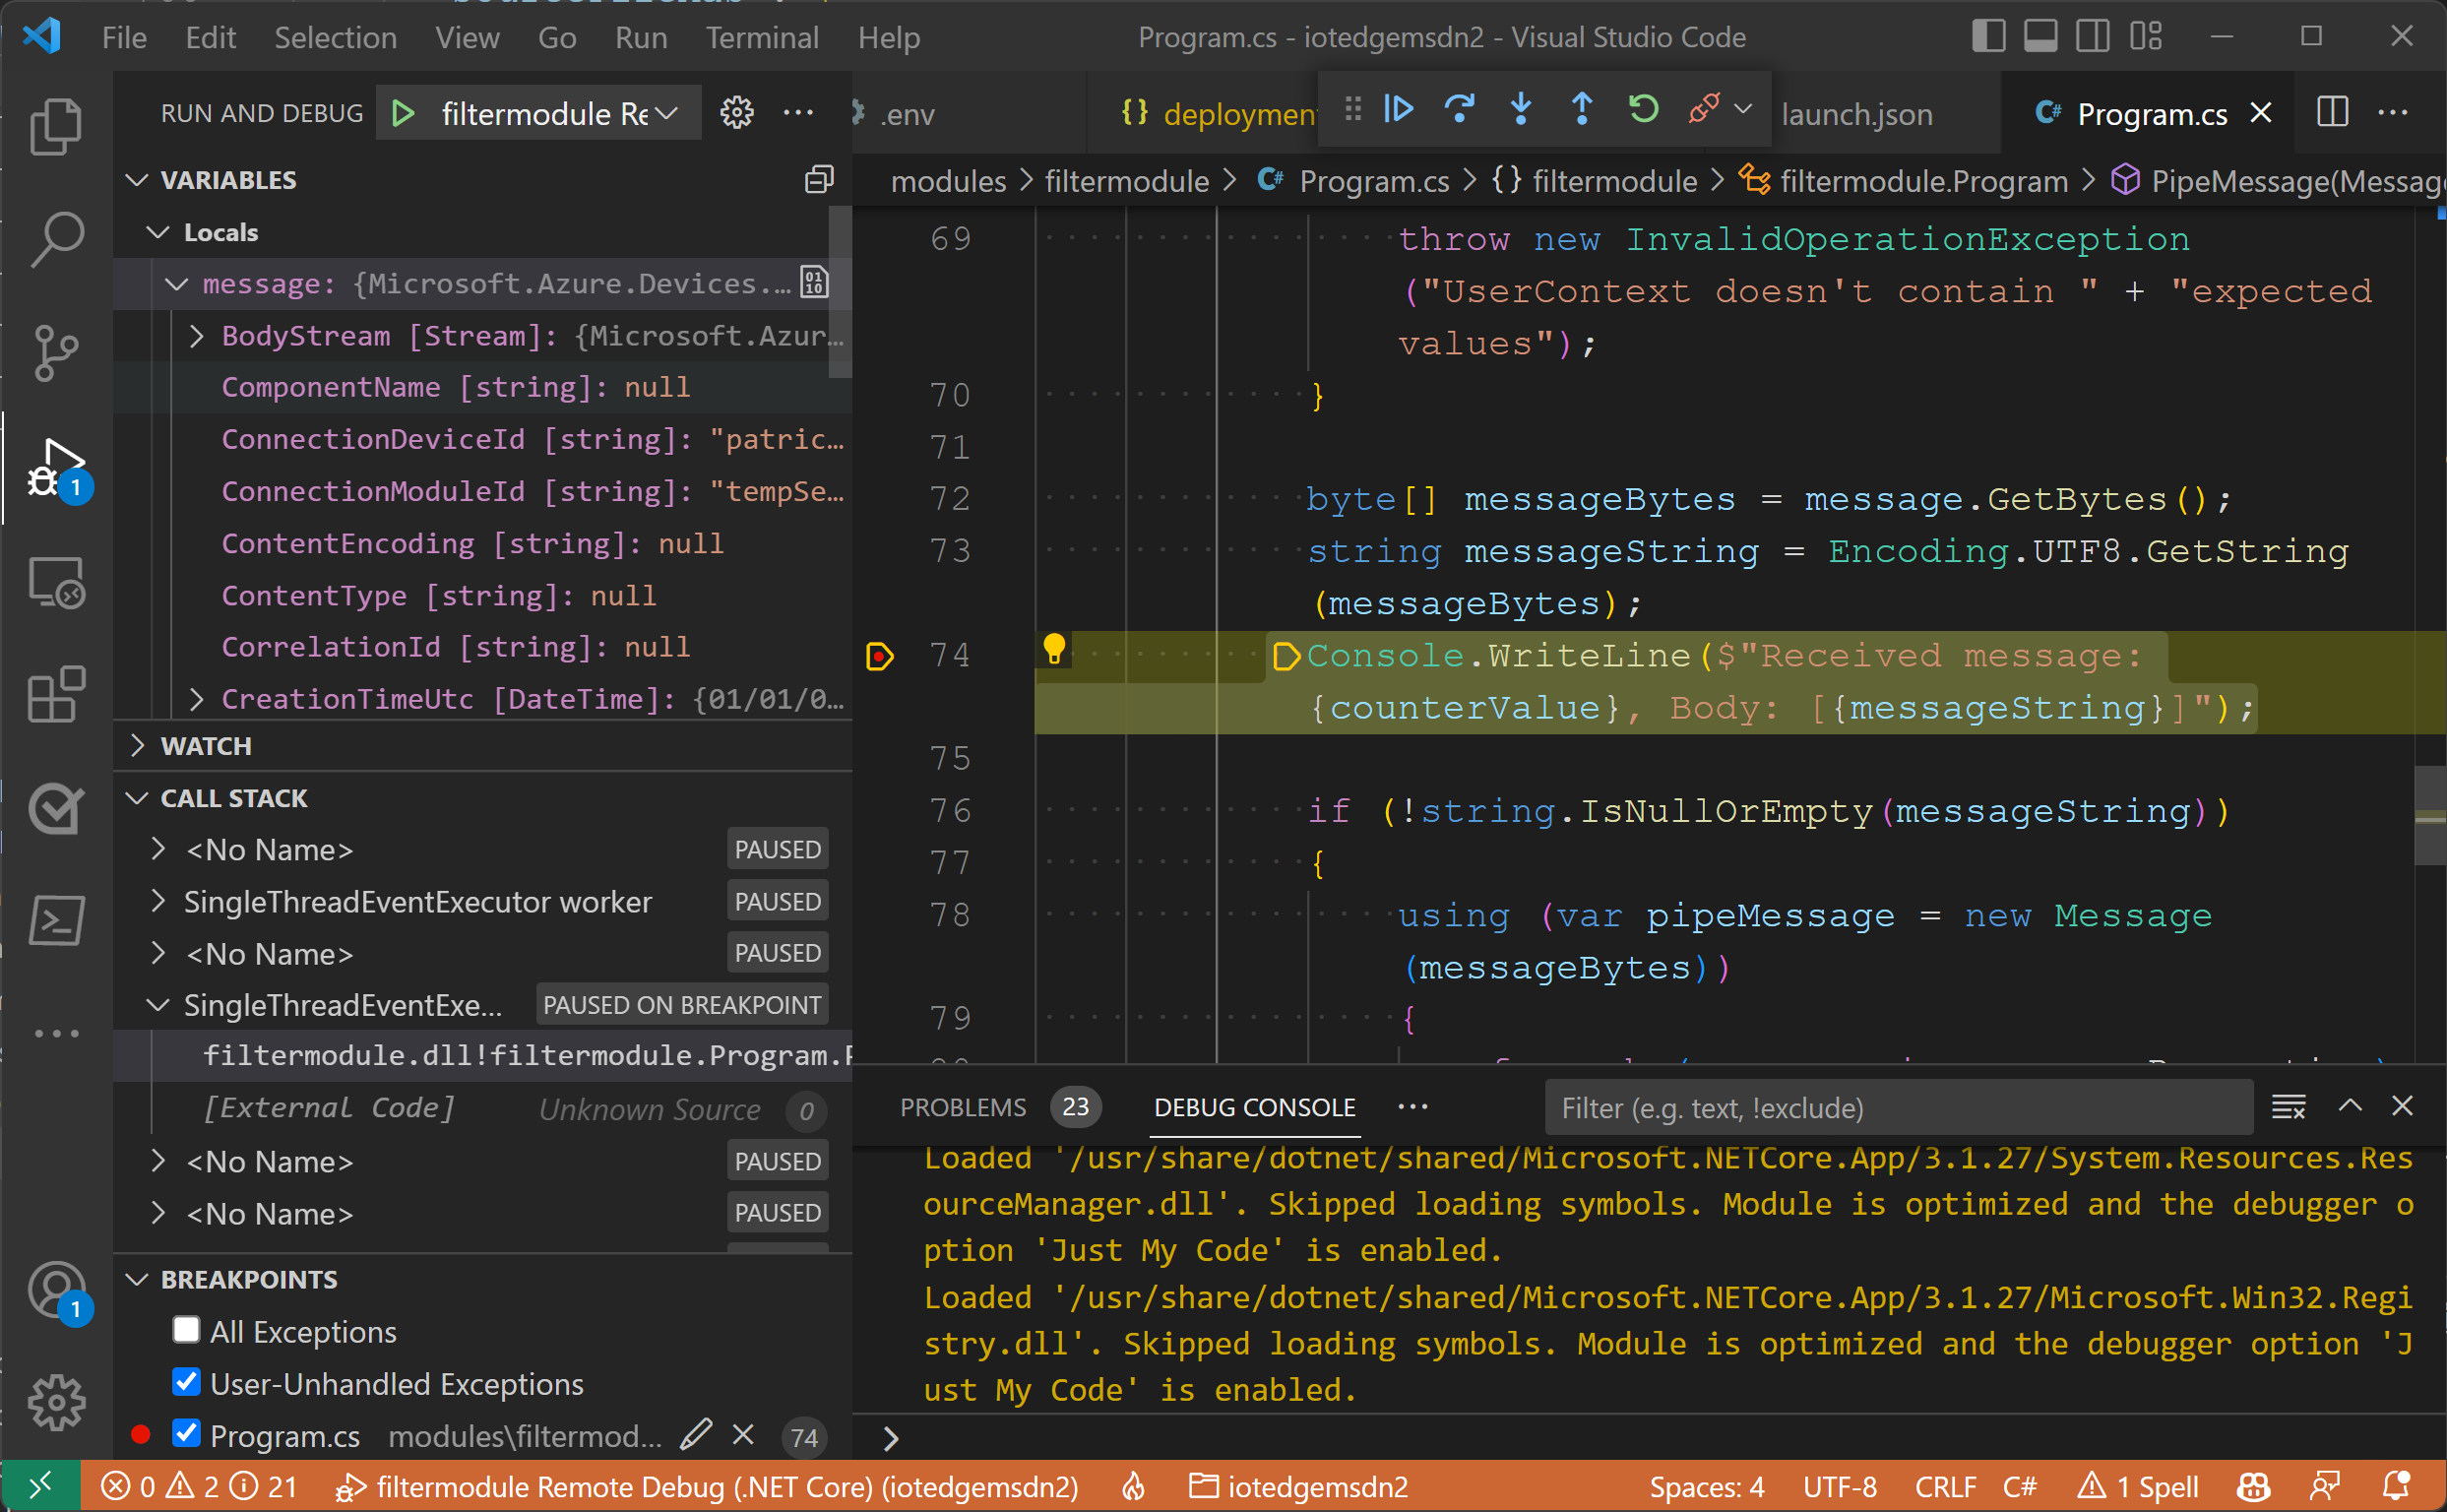 File Edit Selection View Go Run Terminal Help
Program.cs - iotedgemsdn2 - Visual Studio Code
RUN AND DEBUG
filtermodule Re
.env
{} deploymen
launch.json
C# Program.cs
VARIABLES
Locals
message: {Microsoft.Azure.Devices....
BodyStream [Stream]: {Microsoft.Azur...
ComponentName [string]: null
ConnectionDeviceId [string]: "patric...
ConnectionModuleId [string]: "tempSe...
ContentEncoding [string]: null
ContentType [string]: null
CorrelationId [string]: null
CreationTimeUtc [DateTime]: {01/01/0...
WATCH
CALL STACK
<No Name> PAUSED
SingleThreadEventExecutor worker PAUSED
<No Name> PAUSED
SingleThreadEventExe... PAUSED ON BREAKPOINT
filtermodule.dll!filtermodule.Program.P
[External Code] Unknown Source 0
<No Name> PAUSED
<No Name> PAUSED
BREAKPOINTS
All Exceptions
User-Unhandled Exceptions
Program.cs modules\filtermod... 74
1
1
modules > filtermodule > C# Program.cs > {} filtermodule > filtermodule.Program > PipeMessage(Messag
69 throw new InvalidOperationException
("UserContext doesn't contain " + "expected
values");
70 }
71
72 byte[] messageBytes = message.GetBytes();
73 string messageString = Encoding.UTF8.GetString
(messageBytes);
74 Console.WriteLine($"Received message:
{counterValue}, Body: [{messageString}]");
75
76 if (!string.IsNullOrEmpty(messageString))
77 {
78 using (var pipeMessage = new Message
(messageBytes))
79 {
PROBLEMS 23 DEBUG CONSOLE
Filter (e.g. text, !exclude)
Loaded '/usr/share/dotnet/shared/Microsoft.NETCore.App/3.1.27/System.Resources.Res
ourceManager.dll'. Skipped loading symbols. Module is optimized and the debugger o
ption 'Just My Code' is enabled.
Loaded '/usr/share/dotnet/shared/Microsoft.NETCore.App/3.1.27/Microsoft.Win32.Regi
stry.dll'. Skipped loading symbols. Module is optimized and the debugger option 'J
ust My Code' is enabled.
0 2 21 filtermodule Remote Debug (.NET Core) (iotedgemsdn2) iotedgemsdn2 Spaces: 4 UTF-8 CRLF C# 1 Spell